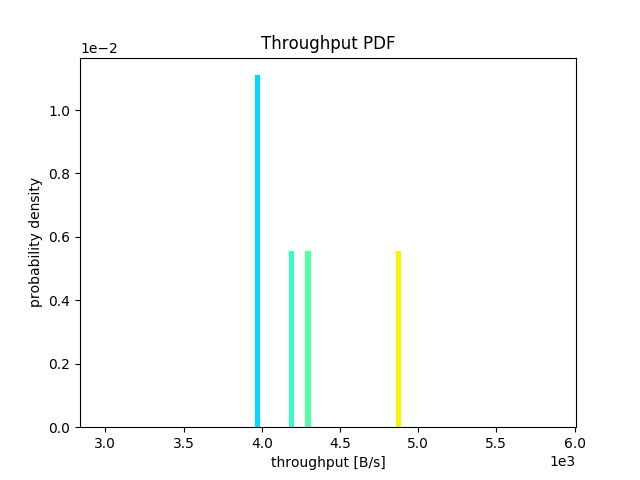 Throughput PDF
1e−2
1.0
0.8
0.6
0.4
0.2
0.0
probability density
3.0 3.5 4.0 4.5 5.0 5.5 6.0
throughput [B/s]
1e3